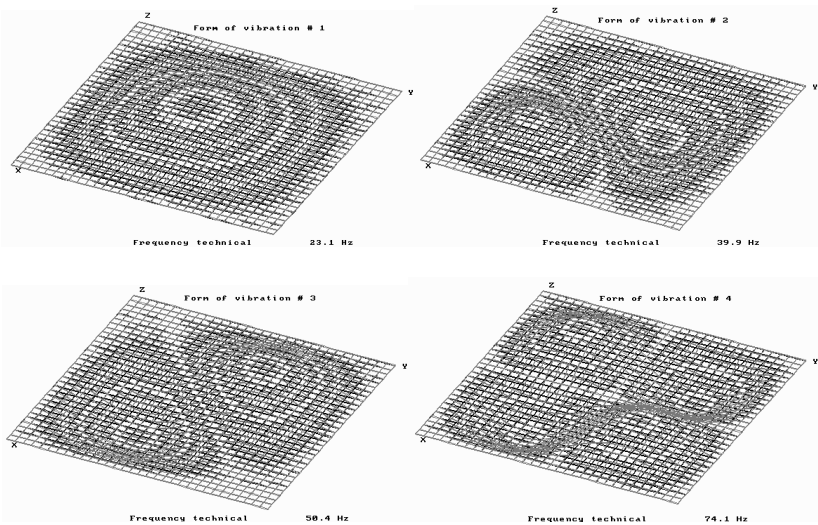 Z
Form of vibration # 1
Y
X
Frequency technical 23.1 Hz
Z
Form of vibration # 2
Y
X
Frequency technical 39.9 Hz
Z
Form of vibration # 3
Y
X
Frequency technical 50.4 Hz
Z
Form of vibration # 4
Y
X
Frequency technical 74.1 Hz